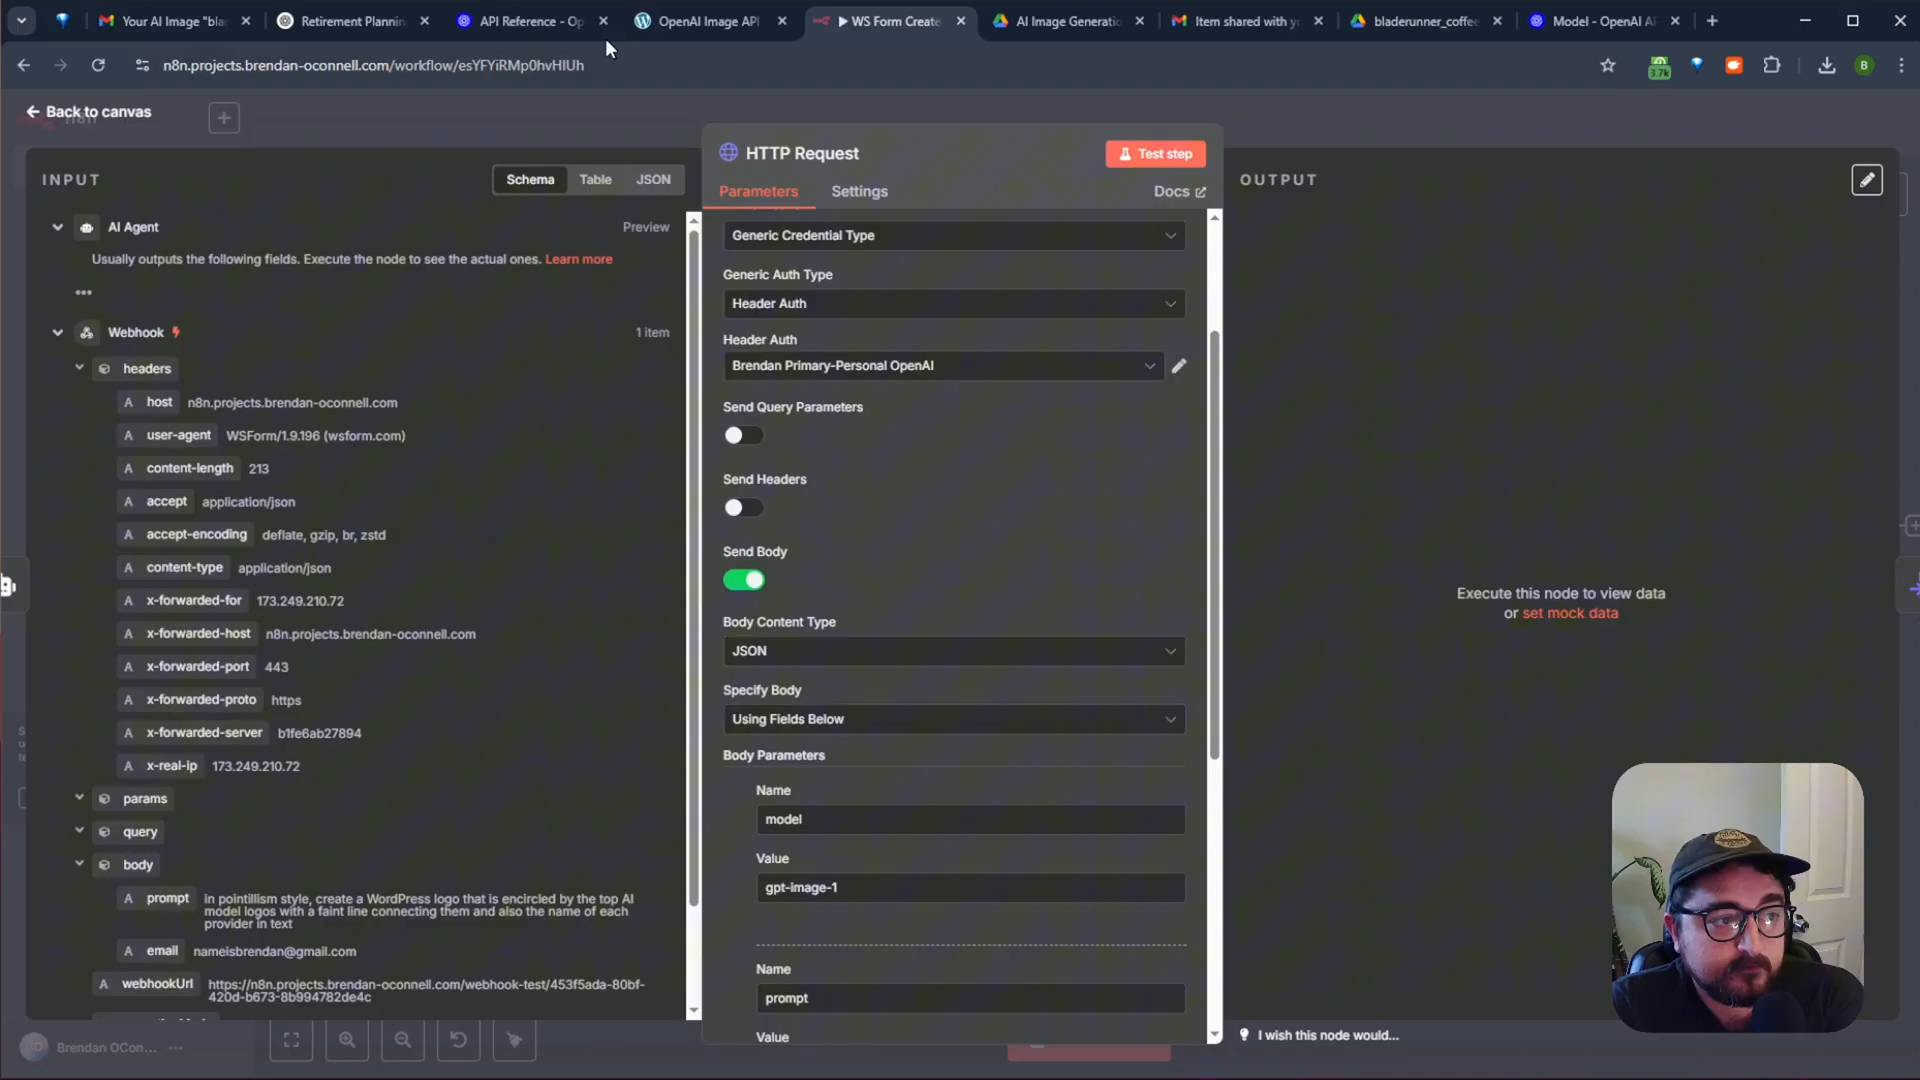 Your AI Image "bla
Retirement Plannin
API Reference - Op
OpenAI Image API
▶ WS Form Create
AI Image Generatio
Item shared with yo
bladerunner_coffee
Model - OpenAI AP
n8n.projects.brendan-oconnell.com/workflow/esYFYiRMp0hvHIUh
3.7k
B
Back to canvas
INPUT
Schema
Table
JSON
AI Agent
Preview
Usually outputs the following fields. Execute the node to see the actual ones. Learn more
Webhook
1 item
headers
A host n8n.projects.brendan-oconnell.com
A user-agent WSForm/1.9.196 (wsform.com)
A content-length 213
A accept application/json
A accept-encoding deflate, gzip, br, zstd
A content-type application/json
A x-forwarded-for 173.249.210.72
A x-forwarded-host n8n.projects.brendan-oconnell.com
A x-forwarded-port 443
A x-forwarded-proto https
A x-forwarded-server b1fe6ab27894
A x-real-ip 173.249.210.72
params
query
body
A prompt in pointillism style, create a WordPress logo that is encircled by the top AI
model logos with a faint line connecting them and also the name of each
provider in text
A email nameisbrendan@gmail.com
A webhookUrl https://n8n.projects.brendan-oconnell.com/webhook-test/453f5ada-80bf-
420d-b673-8b994782de4c
Brendan OCon...
HTTP Request
Test step
Parameters
Settings
Docs
Generic Credential Type
Generic Auth Type
Header Auth
Header Auth
Brendan Primary-Personal OpenAI
Send Query Parameters
Send Headers
Send Body
Body Content Type
JSON
Specify Body
Using Fields Below
Body Parameters
Name
model
Value
gpt-image-1
Name
prompt
Value
OUTPUT
Execute this node to view data
or set mock data
I wish this node would...